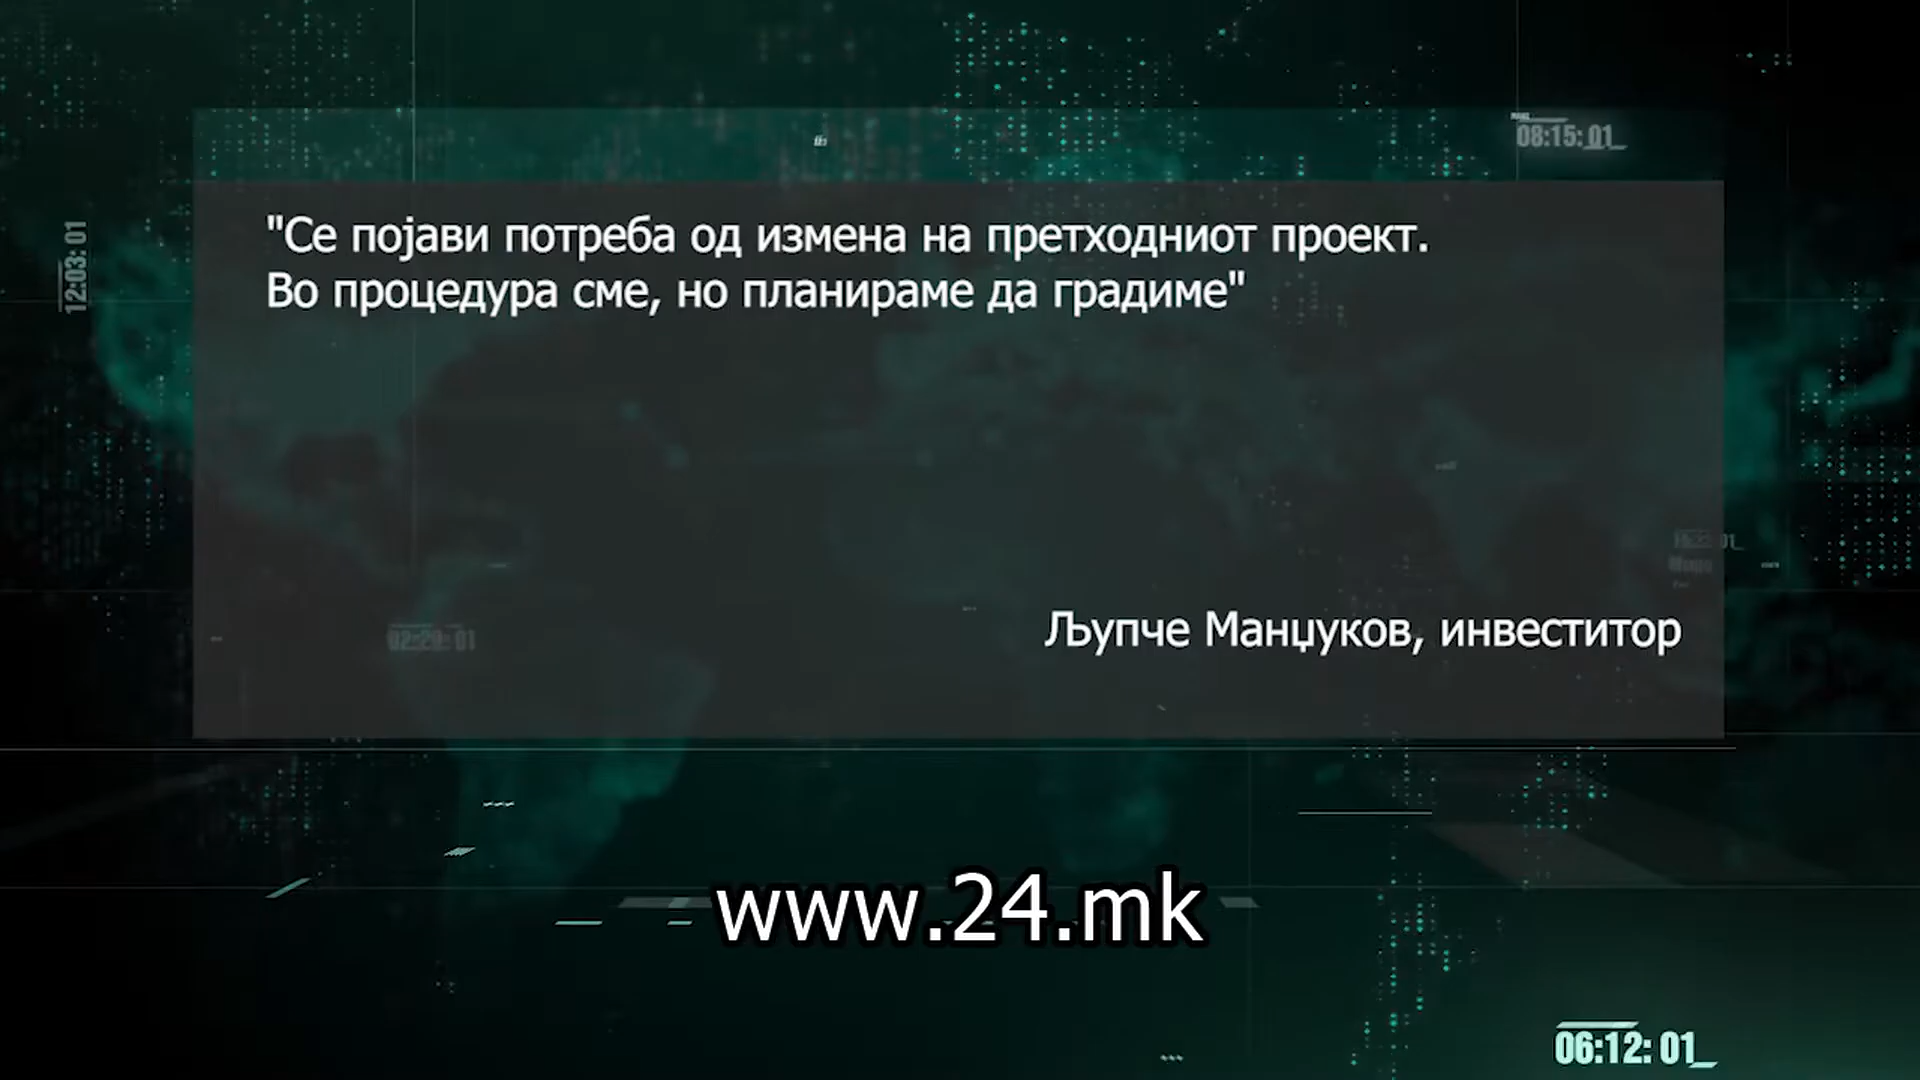 08:15: 01
12:03: 01
"Се појави потреба од измена на претходниот проект.
Во процедура сме, но планираме да градиме"
Љупче Манџуков, инвеститор
02:20: 01
www.24.mk
06:12: 01